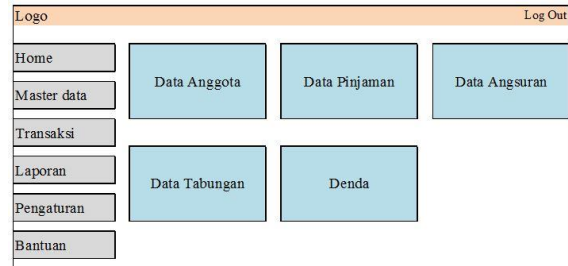 Logo
Log Out
Home
Master data
Transaksi
Laporan
Pengaturan
Bantuan
Data Anggota
Data Pinjaman
Data Angsuran
Data Tabungan
Denda